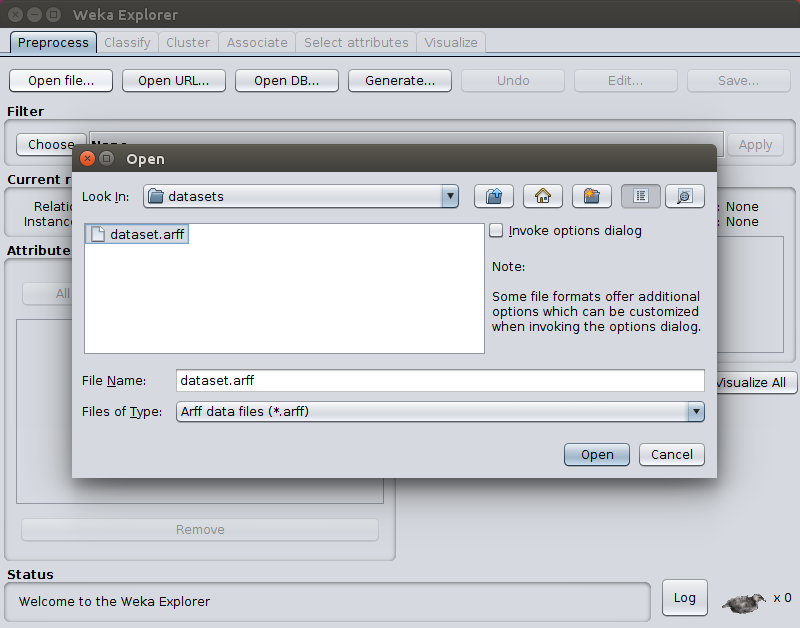 Weka Explorer
Preprocess Classify Cluster Associate Select attributes Visualize
Open file... Open URL... Open DB... Generate... Undo Edit... Save...
Filter
Choose None Apply
Open
Current r
Look In: datasets
Relati : None
Instanc : None
dataset.arff
Invoke options dialog
Attribute
Note:
All
Some file formats offer additional
options which can be customized
when invoking the options dialog.
File Name: dataset.arff
Visualize All
Files of Type: Arff data files (*.arff)
Open Cancel
Remove
Status
Welcome to the Weka Explorer
Log x 0